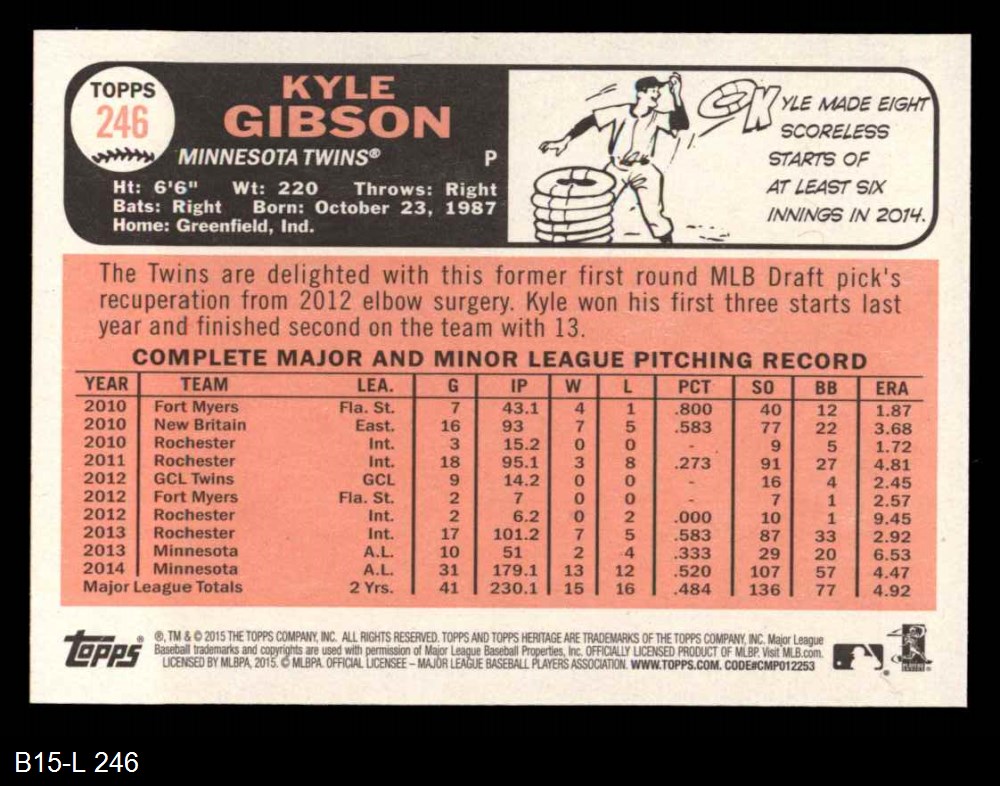 TOPPS
246
KYLE
GIBSON
MINNESOTA TWINS® P
Ht: 6'6" Wt: 220 Throws: Right
Bats: Right Born: October 23, 1987
Home: Greenfield, Ind.
KYLE MADE EIGHT
SCORELESS
STARTS OF
AT LEAST SIX
INNINGS IN 2014.
The Twins are delighted with this former first round MLB Draft pick's
recuperation from 2012 elbow surgery. Kyle won his first three starts last
year and finished second on the team with 13.
COMPLETE MAJOR AND MINOR LEAGUE PITCHING RECORD
YEAR TEAM LEA. G IP W L PCT SO BB ERA
2010 Fort Myers Fla. St. 7 43.1 4 1 .800 40 12 1.87
2010 New Britain East. 16 93 7 5 .583 77 22 3.68
2010 Rochester Int. 3 15.2 0 0 - 9 5 1.72
2011 Rochester Int. 18 95.1 3 8 .273 91 27 4.81
2012 GCL Twins GCL 9 14.2 0 0 - 16 4 2.45
2012 Fort Myers Fla. St. 2 7 0 0 - 7 1 2.57
2012 Rochester Int. 2 6.2 0 2 .000 10 1 9.45
2013 Rochester Int. 17 101.2 7 5 .583 87 33 2.92
2013 Minnesota A.L. 10 51 2 4 .333 29 20 6.53
2014 Minnesota A.L. 31 179.1 13 12 .520 107 57 4.47
Major League Totals 2 Yrs. 41 230.1 15 16 .484 136 77 4.92
topps®
®, TM & © 2015 THE TOPPS COMPANY, INC. ALL RIGHTS RESERVED. TOPPS AND TOPPS HERITAGE ARE TRADEMARKS OF THE TOPPS COMPANY, INC. Major League
Baseball trademarks and copyrights are used with permission of Major League Baseball Properties, Inc. OFFICIALLY LICENSED PRODUCT OF MLBP. Visit MLB.com.
LICENSED BY MLBPA, 2015. © MLBPA. OFFICIAL LICENSEE – MAJOR LEAGUE BASEBALL PLAYERS ASSOCIATION. WWW.TOPPS.COM. CODE#CMP012253
B15-L 246